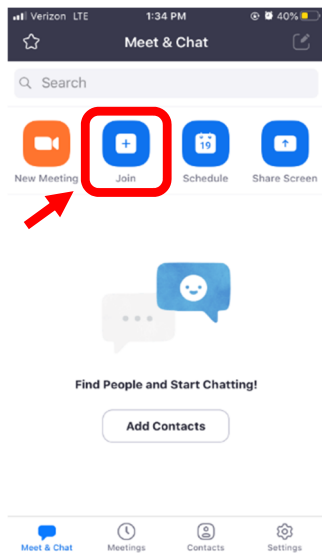 Verizon LTE 1:34 PM 40%
Meet & Chat
Search
19
New Meeting Join Schedule Share Screen
Find People and Start Chatting!
Add Contacts
Meet & Chat Meetings Contacts Settings